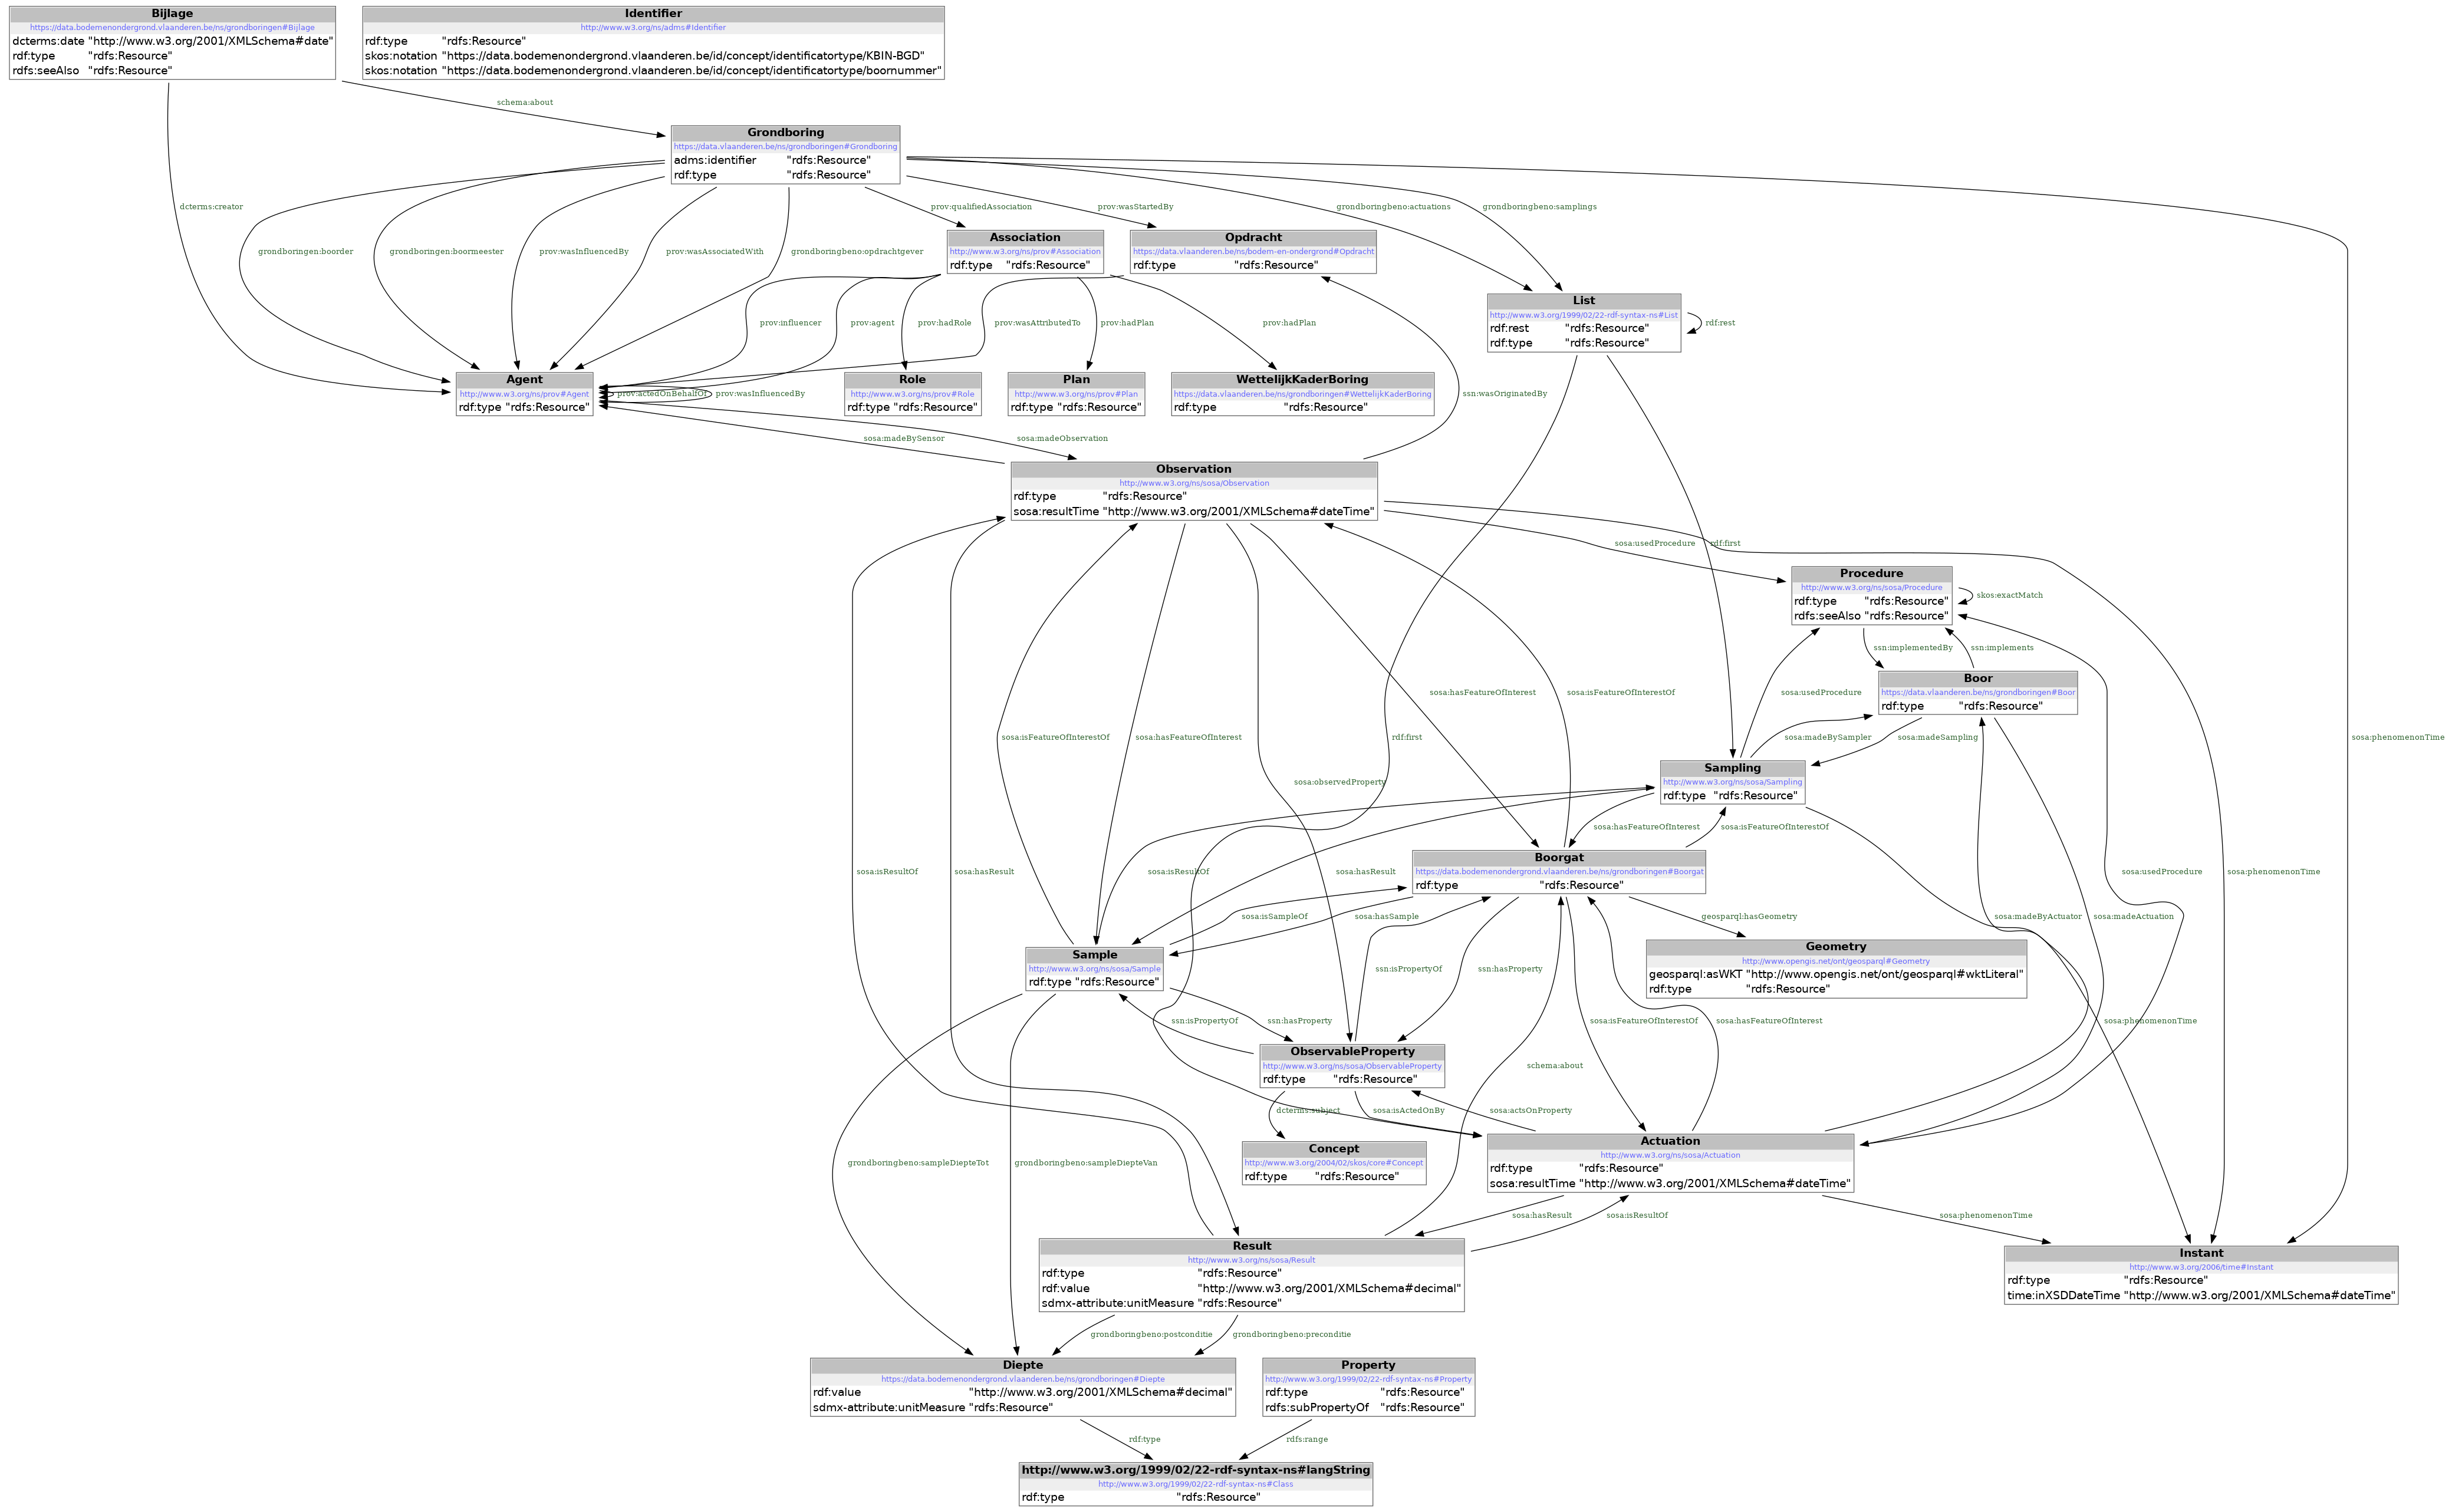 Bijlage
https://data.bodemenondergrond.vlaanderen.be/ns/grondboringen#Bijlage
dcterms:date "http://www.w3.org/2001/XMLSchema#date"
rdf:type "rdfs:Resource"
rdfs:seeAlso "rdfs:Resource"
Identifier
http://www.w3.org/ns/adms#Identifier
rdf:type "rdfs:Resource"
skos:notation "https://data.bodemenondergrond.vlaanderen.be/id/concept/identificatortype/KBIN-BGD"
skos:notation "https://data.bodemenondergrond.vlaanderen.be/id/concept/identificatortype/boornummer"
schema:about
Grondboring
https://data.vlaanderen.be/ns/grondboringen#Grondboring
adms:identifier "rdfs:Resource"
rdf:type "rdfs:Resource"
dcterms:creator
prov:qualifiedAssociation
prov:wasStartedBy
grondboringbeno:actuations
grondboringbeno:samplings
Association
http://www.w3.org/ns/prov#Association
rdf:type "rdfs:Resource"
Opdracht
https://data.vlaanderen.be/ns/bodem-en-ondergrond#Opdracht
rdf:type "rdfs:Resource"
grondboringen:boorder
grondboringen:boormeester
prov:wasInfluencedBy
prov:wasAssociatedWith
grondboringbeno:opdrachtgever
List
http://www.w3.org/1999/02/22-rdf-syntax-ns#List
rdf:rest "rdfs:Resource"
rdf:type "rdfs:Resource"
rdf:rest
prov:influencer
prov:agent
prov:hadRole
prov:wasAttributedTo
prov:hadPlan
prov:hadPlan
Agent
http://www.w3.org/ns/prov#Agent
rdf:type "rdfs:Resource"
prov:actedOnBehalfOf
prov:wasInfluencedBy
Role
http://www.w3.org/ns/prov#Role
rdf:type "rdfs:Resource"
Plan
http://www.w3.org/ns/prov#Plan
rdf:type "rdfs:Resource"
WettelijkKaderBoring
https://data.vlaanderen.be/ns/grondboringen#WettelijkKaderBoring
rdf:type "rdfs:Resource"
ssn:wasOriginatedBy
sosa:madeBySensor
sosa:madeObservation
Observation
http://www.w3.org/ns/sosa/Observation
rdf:type "rdfs:Resource"
sosa:resultTime "http://www.w3.org/2001/XMLSchema#dateTime"
sosa:usedProcedure
rdf:first
Procedure
http://www.w3.org/ns/sosa/Procedure
rdf:type "rdfs:Resource"
rdfs:seeAlso "rdfs:Resource"
skos:exactMatch
ssn:implementedBy
ssn:implements
Boor
https://data.vlaanderen.be/ns/grondboringen#Boor
rdf:type "rdfs:Resource"
sosa:hasFeatureOfInterest
sosa:isFeatureOfInterestOf
sosa:usedProcedure
sosa:isFeatureOfInterestOf
sosa:hasFeatureOfInterest
rdf:first
sosa:madeBySampler
sosa:madeSampling
sosa:phenomenonTime
Sampling
http://www.w3.org/ns/sosa/Sampling
rdf:type "rdfs:Resource"
sosa:observedProperty
sosa:hasFeatureOfInterest
sosa:isFeatureOfInterestOf
Boorgat
https://data.bodemenondergrond.vlaanderen.be/ns/grondboringen#Boorgat
rdf:type "rdfs:Resource"
sosa:isResultOf
sosa:hasResult
sosa:isResultOf
sosa:hasResult
sosa:usedProcedure
sosa:phenomenonTime
sosa:isSampleOf
sosa:hasSample
geosparql:hasGeometry
sosa:madeByActuator
sosa:madeActuation
Geometry
http://www.opengis.net/ont/geosparql#Geometry
geosparql:asWKT "http://www.opengis.net/ont/geosparql#wktLiteral"
rdf:type "rdfs:Resource"
Sample
http://www.w3.org/ns/sosa/Sample
rdf:type "rdfs:Resource"
ssn:isPropertyOf
ssn:hasProperty
ssn:isPropertyOf
ssn:hasProperty
sosa:isFeatureOfInterestOf
sosa:hasFeatureOfInterest
sosa:phenomenonTime
ObservableProperty
http://www.w3.org/ns/sosa/ObservableProperty
rdf:type "rdfs:Resource"
schema:about
dcterms:subject
sosa:isActedOnBy
sosa:actsOnProperty
Concept
http://www.w3.org/2004/02/skos/core#Concept
rdf:type "rdfs:Resource"
Actuation
http://www.w3.org/ns/sosa/Actuation
rdf:type "rdfs:Resource"
sosa:resultTime "http://www.w3.org/2001/XMLSchema#dateTime"
grondboringbeno:sampleDiepteTot
grondboringbeno:sampleDiepteVan
sosa:hasResult
sosa:isResultOf
sosa:phenomenonTime
Result
http://www.w3.org/ns/sosa/Result
rdf:type "rdfs:Resource"
rdf:value "http://www.w3.org/2001/XMLSchema#decimal"
sdmx-attribute:unitMeasure "rdfs:Resource"
Instant
http://www.w3.org/2006/time#Instant
rdf:type "rdfs:Resource"
time:inXSDDateTime "http://www.w3.org/2001/XMLSchema#dateTime"
grondboringbeno:postconditie
grondboringbeno:preconditie
Diepte
https://data.bodemenondergrond.vlaanderen.be/ns/grondboringen#Diepte
rdf:value "http://www.w3.org/2001/XMLSchema#decimal"
sdmx-attribute:unitMeasure "rdfs:Resource"
Property
http://www.w3.org/1999/02/22-rdf-syntax-ns#Property
rdf:type "rdfs:Resource"
rdfs:subPropertyOf "rdfs:Resource"
rdf:type
rdfs:range
http://www.w3.org/1999/02/22-rdf-syntax-ns#langString
http://www.w3.org/1999/02/22-rdf-syntax-ns#Class
rdf:type "rdfs:Resource"